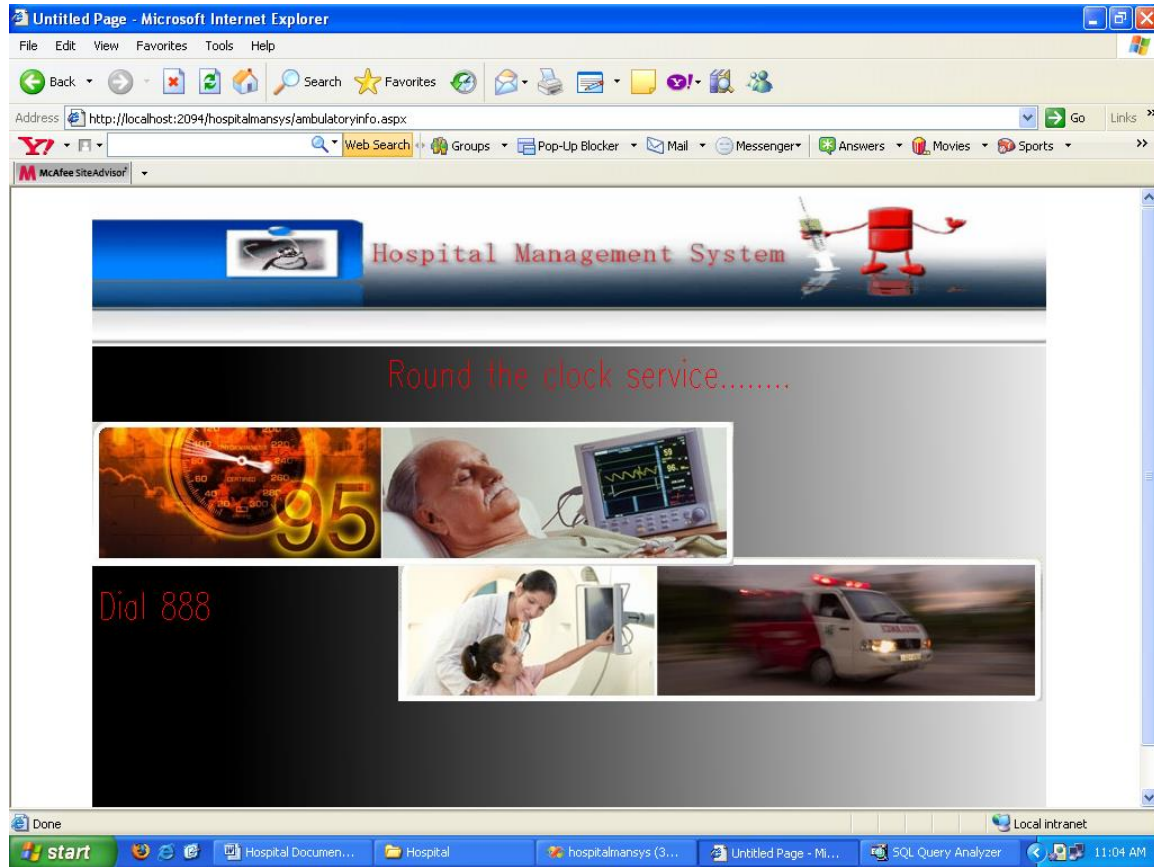 Untitled Page - Microsoft Internet Explorer
File Edit View Favorites Tools Help
Back Search Favorites
Address http://localhost:2094/hospitalmansys/ambulatoryinfo.aspx Go Links »
Y! Web Search Groups Pop-Up Blocker Mail Messenger Answers Movies Sports »
McAfee SiteAdvisor
Hospital Management System
Round the clock service........
95
59
96
Dial 888
AMBULANCE
Done Local intranet
start Hospital Documen... Hospital hospitalmansys (3... Untitled Page - Mi... SQL Query Analyzer 11:04 AM